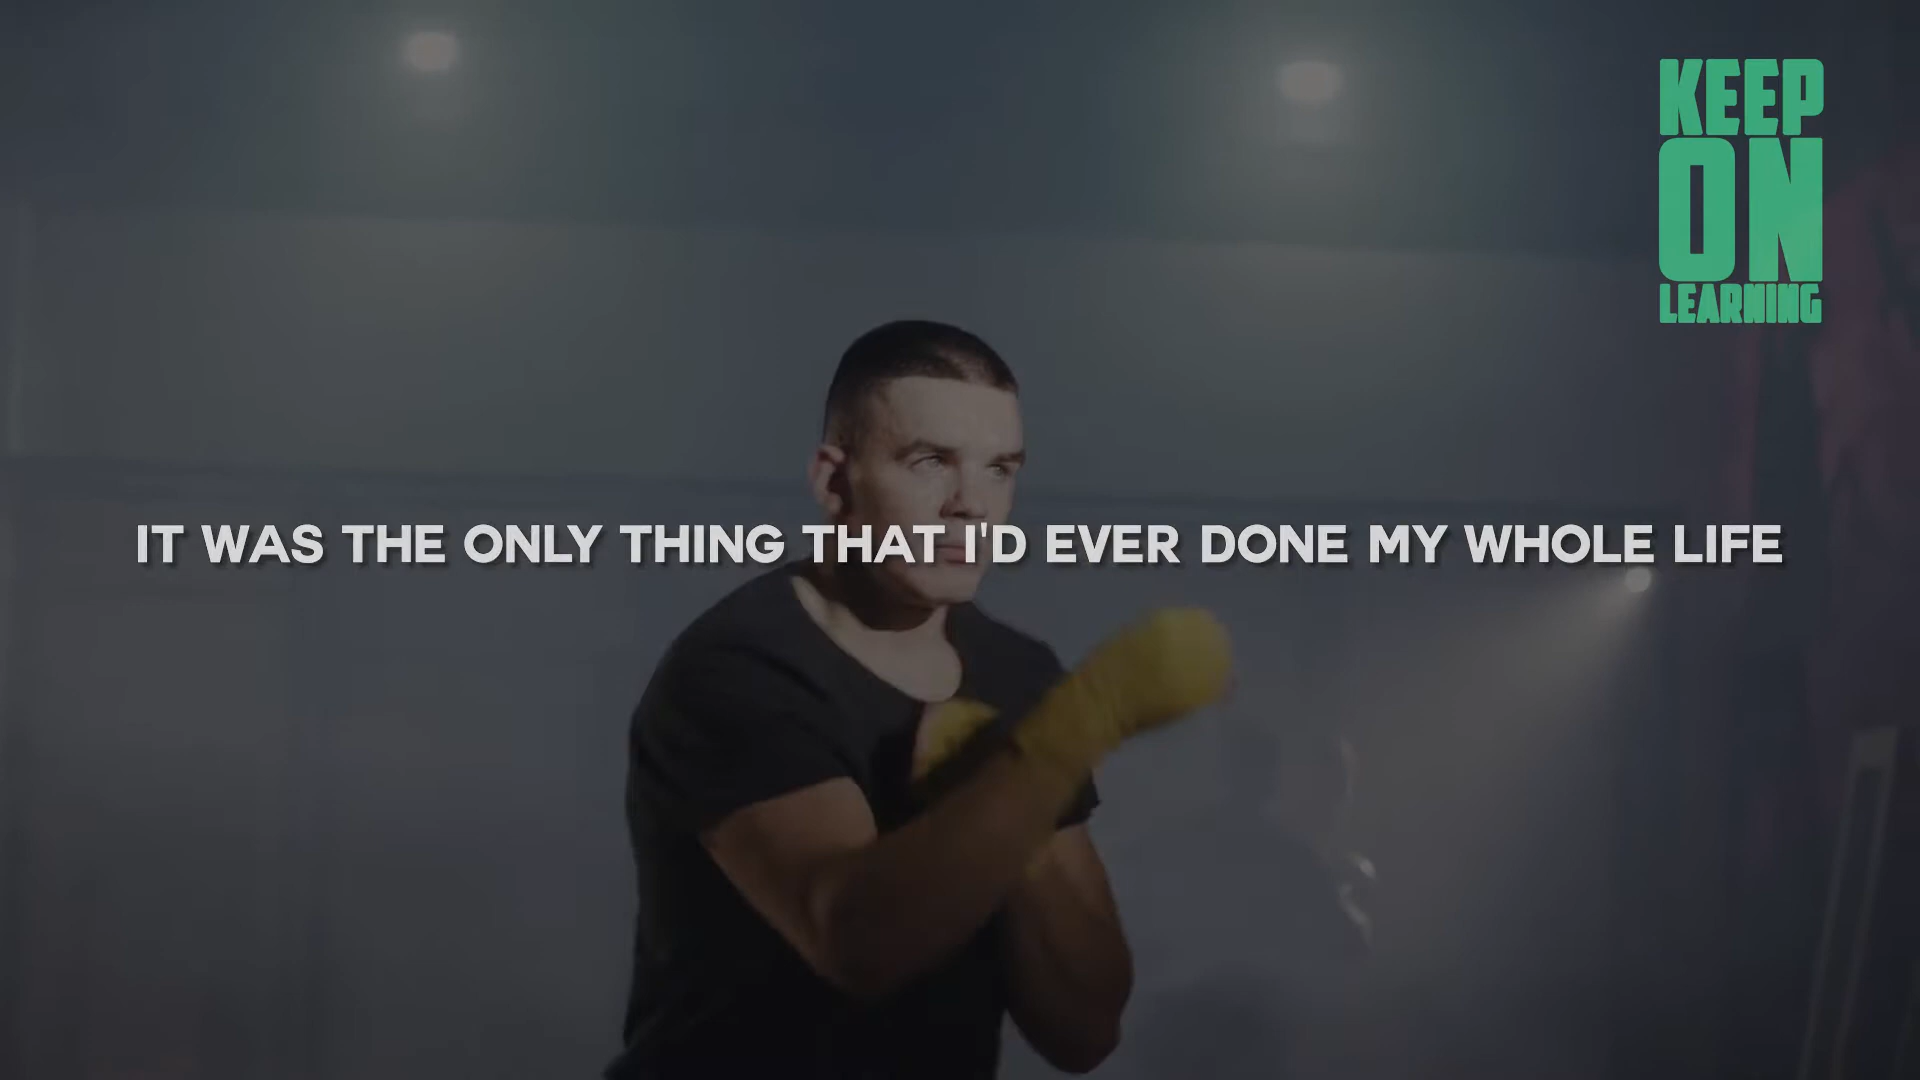 KEEP
ON
LEARNING
IT WAS THE ONLY THING THAT I'D EVER DONE MY WHOLE LIFE